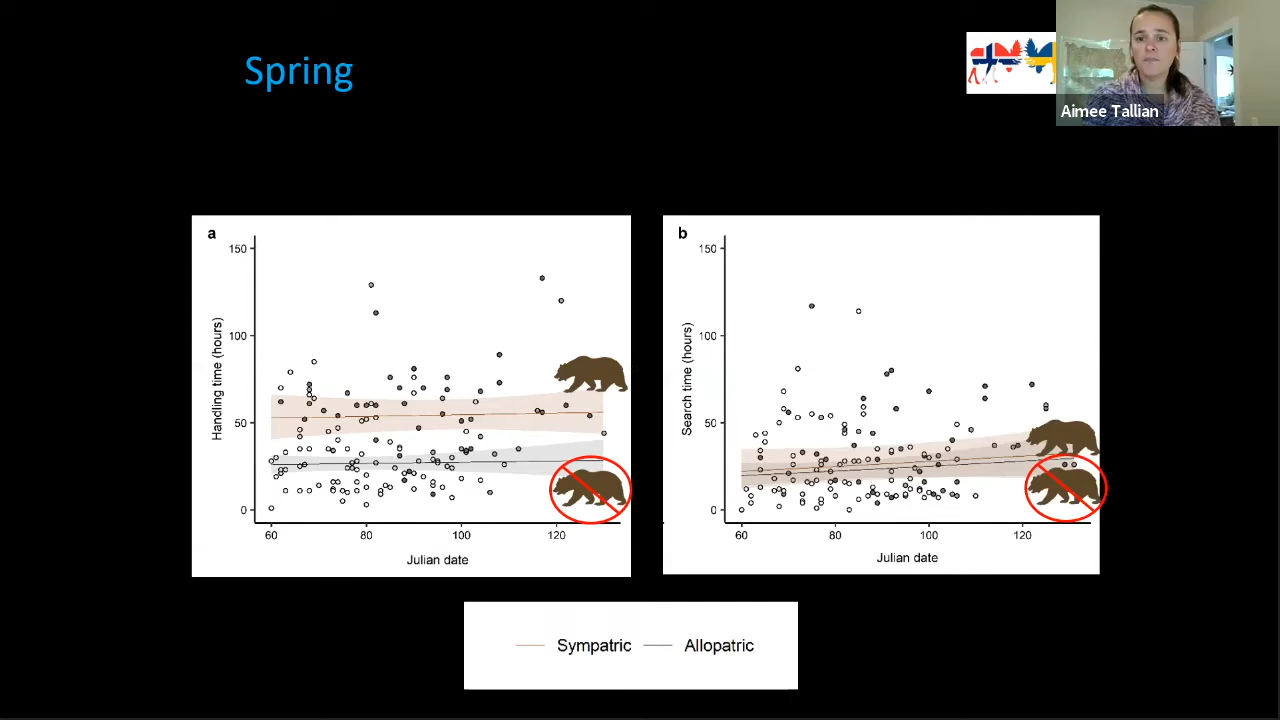 Spring
Aimee Tallian
a
150
100
50
0
Handling time (hours)
60
80
100
120
Julian date
b
150
100
50
0
Search time (hours)
60
80
100
120
Julian date
Sympatric
Allopatric